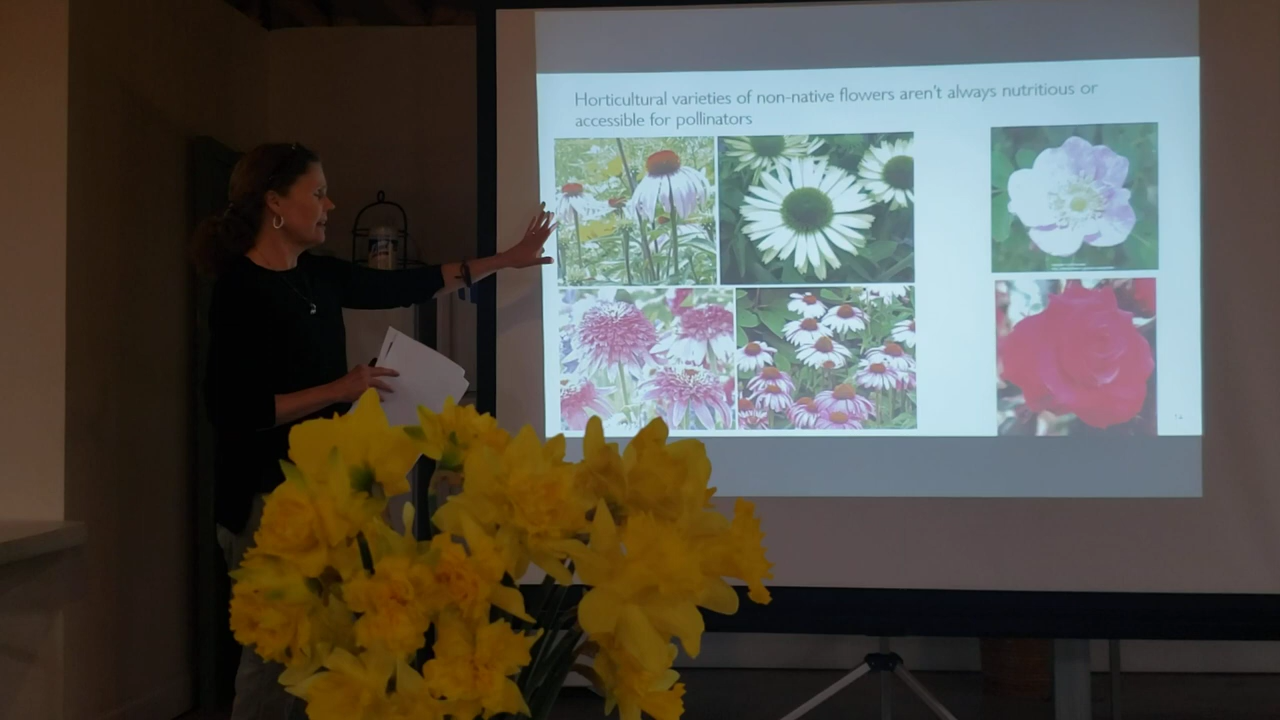 Horticultural varieties of non-native flowers aren't always nutritious or
accessible for pollinators